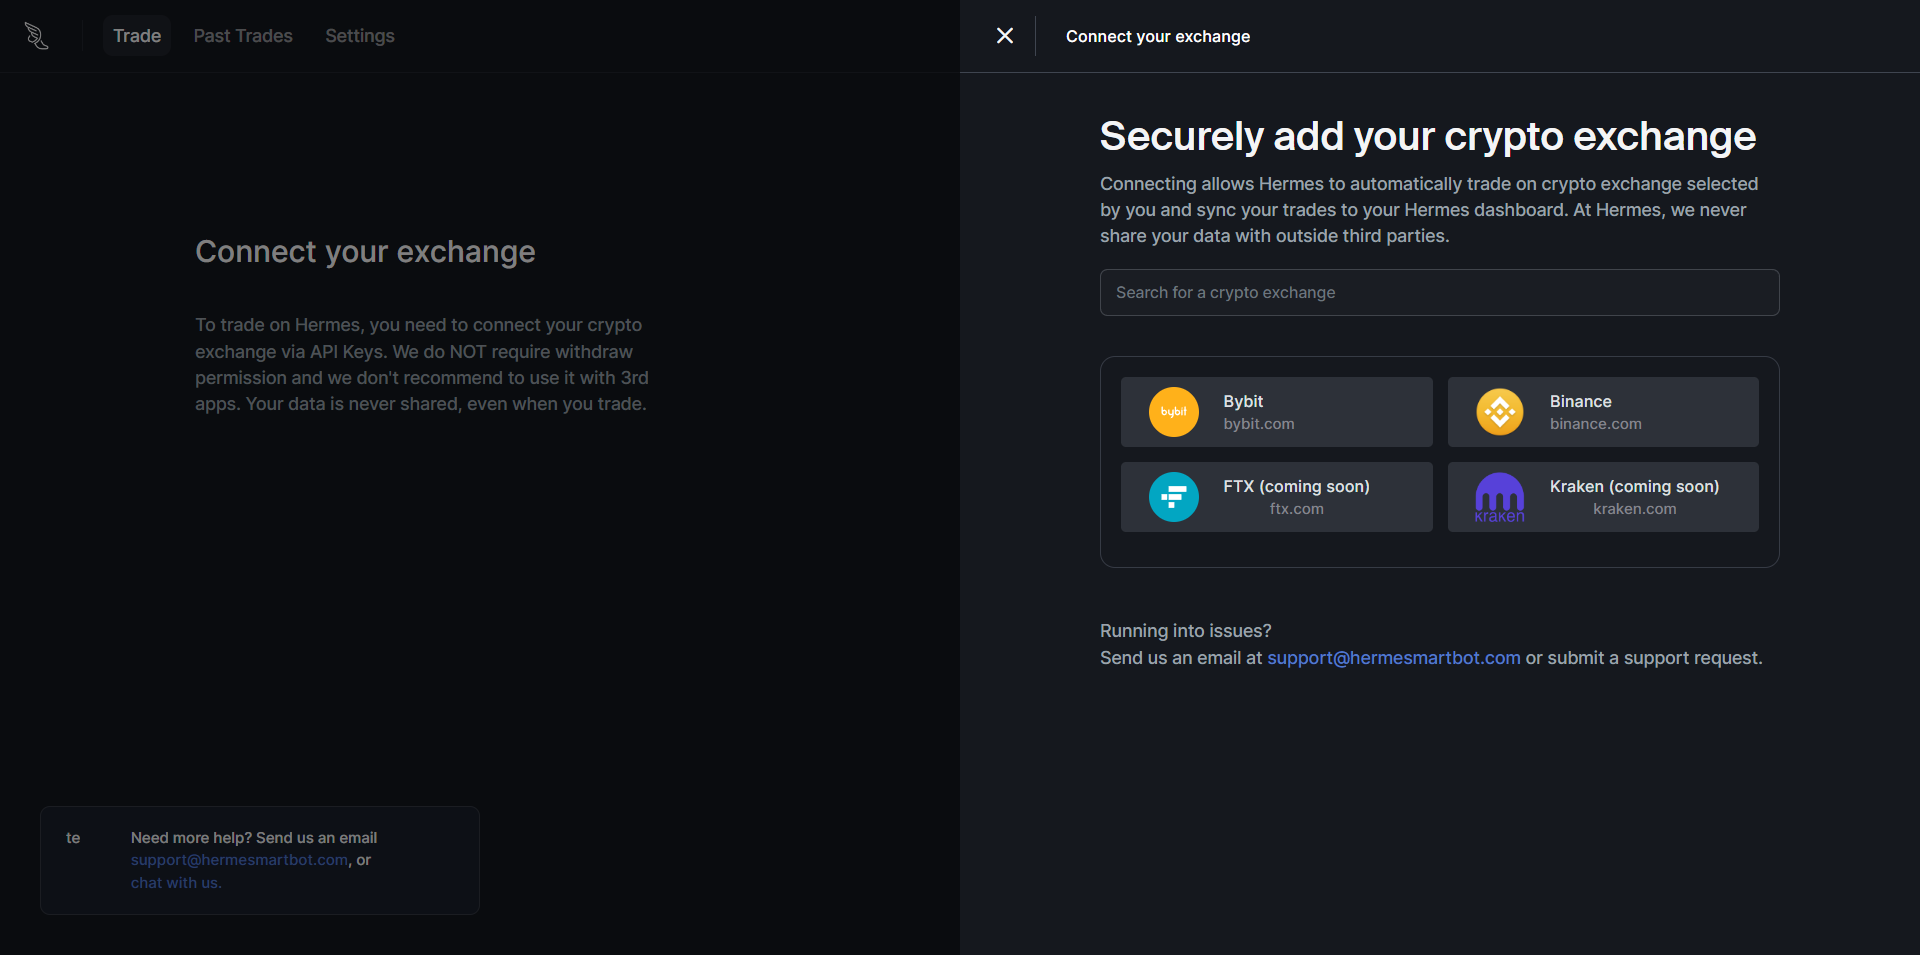 Trade
Past Trades
Settings
Connect your exchange
Connect your exchange
To trade on Hermes, you need to connect your crypto
exchange via API Keys. We do NOT require withdraw
permission and we don't recommend to use it with 3rd
apps. Your data is never shared, even when you trade.
te
Need more help? Send us an email
support@hermesmartbot.com, or
chat with us.
Securely add your crypto exchange
Connecting allows Hermes to automatically trade on crypto exchange selected
by you and sync your trades to your Hermes dashboard. At Hermes, we never
share your data with outside third parties.
Search for a crypto exchange
bybit
Bybit
bybit.com
Binance
binance.com
FTX (coming soon)
ftx.com
kraken
Kraken (coming soon)
kraken.com
Running into issues?
Send us an email at support@hermesmartbot.com or submit a support request.